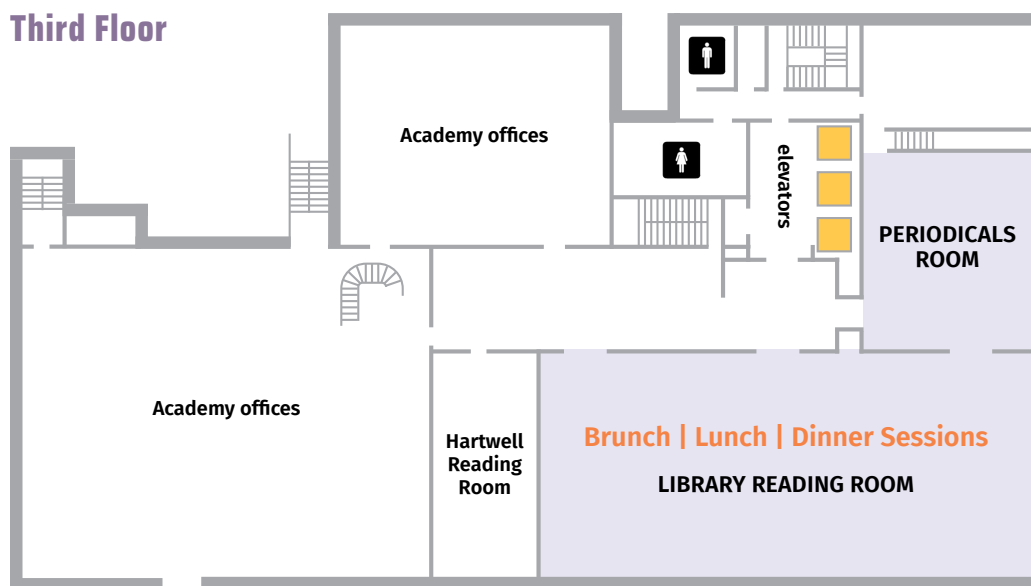 Third Floor
Academy offices
elevators
PERIODICALS
ROOM
Academy offices
Hartwell
Reading
Room
Brunch | Lunch | Dinner Sessions
LIBRARY READING ROOM